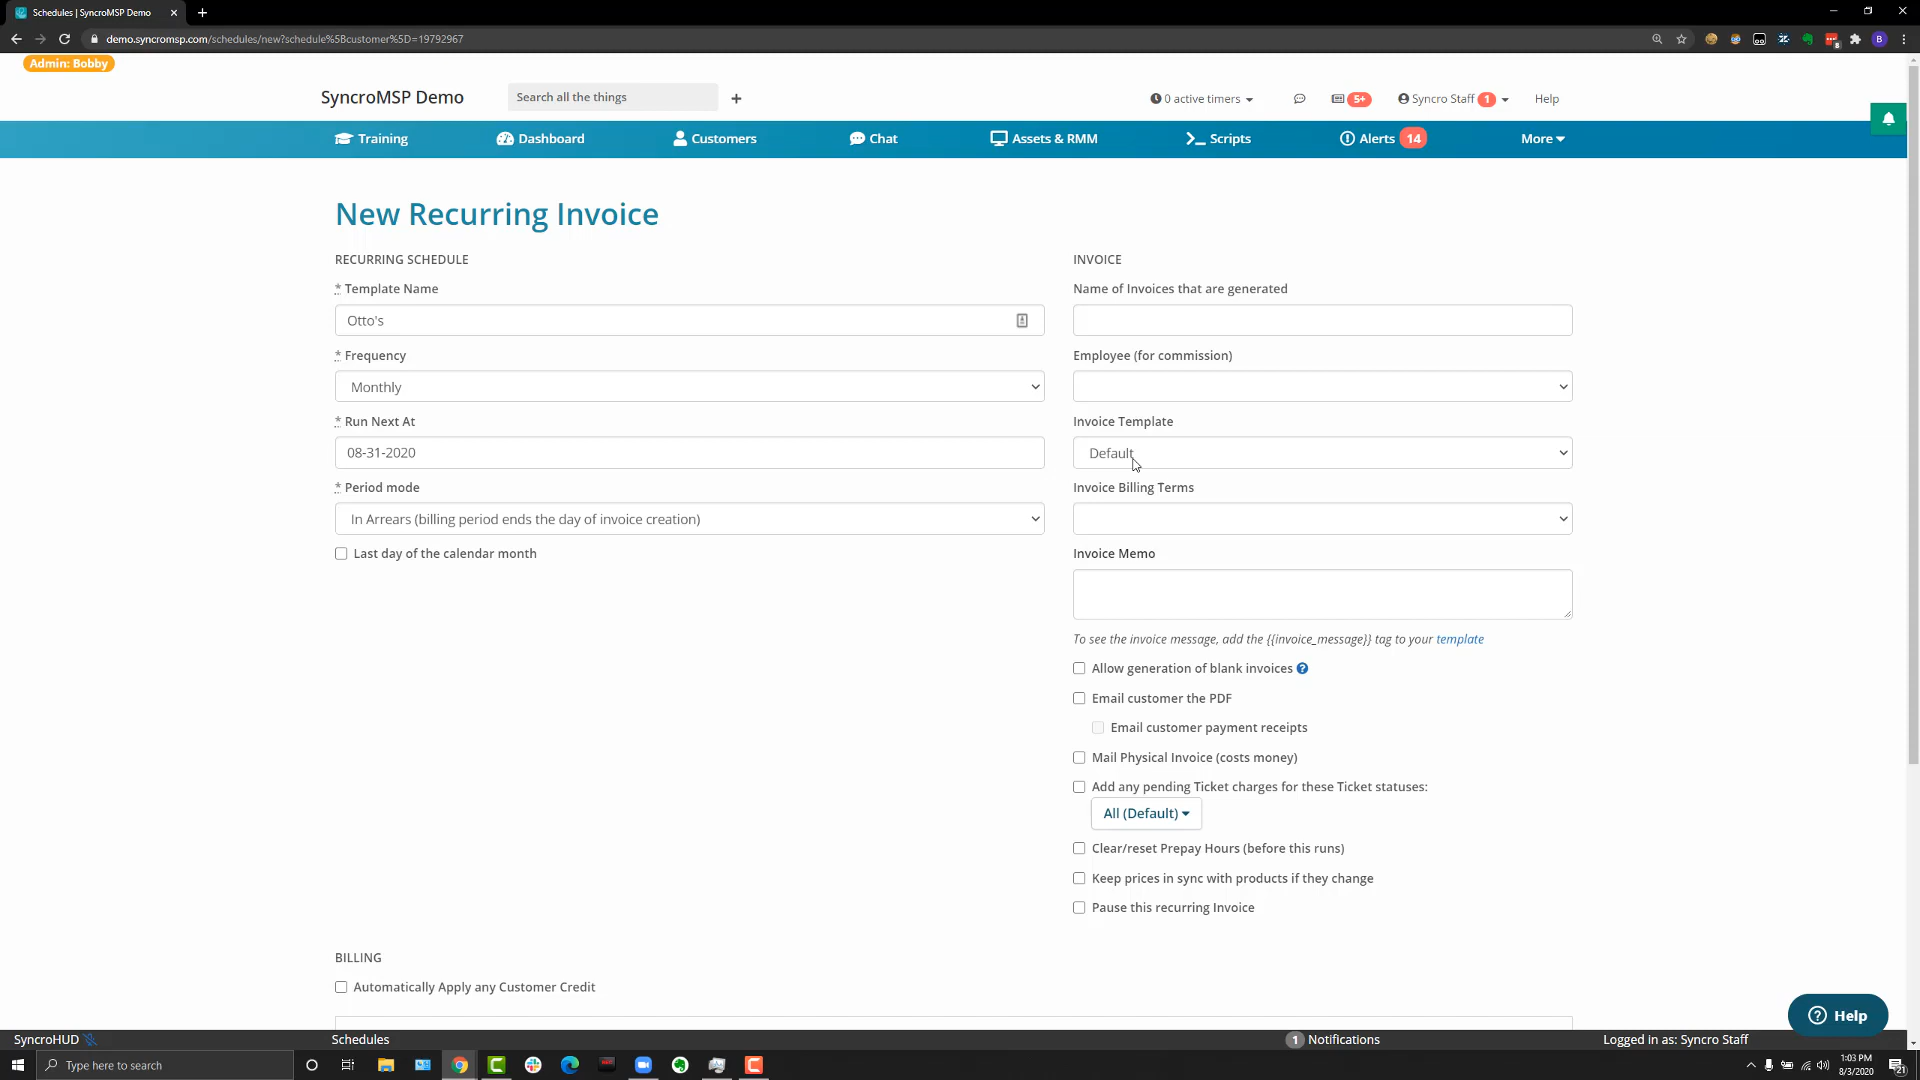 Schedules | SyncroMSP Demo
demo.syncromsp.com/schedules/new?schedule%5Bcustomer%5D=19792967
8
B
Admin: Bobby
SyncroMSP Demo
Search all the things
0 active timers
5+
Syncro Staff 1
Help
Training
Dashboard
Customers
Chat
Assets & RMM
Scripts
Alerts 14
More
New Recurring Invoice
RECURRING SCHEDULE
* Template Name
Otto's
* Frequency
Monthly
* Run Next At
08-31-2020
* Period mode
In Arrears (billing period ends the day of invoice creation)
Last day of the calendar month
INVOICE
Name of Invoices that are generated
Employee (for commission)
Invoice Template
Default
Invoice Billing Terms
Invoice Memo
To see the invoice message, add the {{invoice_message}} tag to your template
Allow generation of blank invoices ?
Email customer the PDF
Email customer payment receipts
Mail Physical Invoice (costs money)
Add any pending Ticket charges for these Ticket statuses:
All (Default)
Clear/reset Prepay Hours (before this runs)
Keep prices in sync with products if they change
Pause this recurring Invoice
BILLING
Automatically Apply any Customer Credit
? Help
SyncroHUD
Schedules
1 Notifications
Logged in as: Syncro Staff
Type here to search
1:03 PM
8/3/2020
21